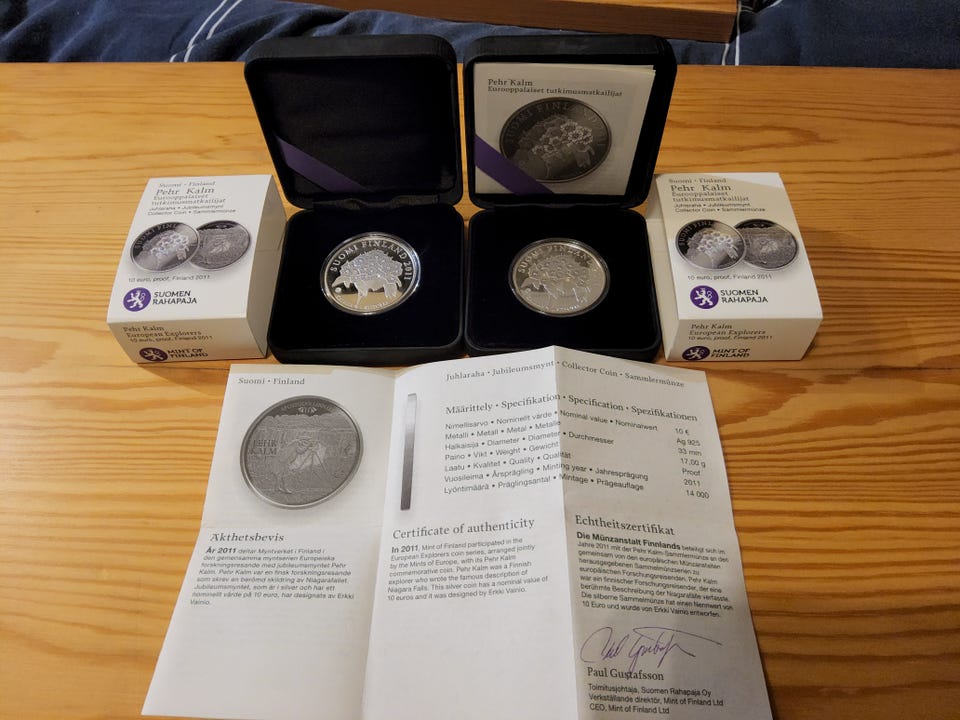 Pehr Kalm
Eurooppalaiset tutkimusmatkailijat
SUOMI FINLAND
Suomi · Finland
Pehr Kalm
Eurooppalaiset
tutkimusmatkailijat
Juhlaraha • Jubileumsmynt
Collector Coin • Sammlermünze
10 euro, proof, Finland 2011
SUOMEN
RAHAPAJA
Pehr Kalm
European Explorers
10 euro, proof, Finland 2011
MINT OF
FINLAND
SUOMI FINLAND 2011
SUOMI FINLAND
Suomi · Finland
Pehr Kalm
Eurooppalaiset
tutkimusmatkailijat
Juhlaraha • Jubileumsmynt
Collector Coin • Sammlermünze
10 euro, proof, Finland 2011
SUOMEN
RAHAPAJA
Pehr Kalm
European Explorers
10 euro, proof, Finland 2011
MINT OF
FINLAND
Suomi · Finland
PEHR
KALM
Juhlaraha · Jubileumsmynt · Collector Coin · Sammlermünze
Määrittely · Specifikation · Specification · Spezifikationen
Nimellisarvo • Nominellt värde • Nominal value • Nominalwert 10 €
Metalli • Metall • Metal • Metalle Ag 925
Halkaisija • Diameter • Diameter • Durchmesser 33 mm
Paino • Vikt • Weight • Gewicht 17,00 g
Laatu • Kvalitet • Quality • Qualität Proof
Vuosileima • Årsprägling • Minting year • Jahresprägung 2011
Lyöntimäärä • Präglingsantal • Mintage • Prägeauflage 14 000
Äkthetsbevis
År 2011 deltar Myntverket i Finland i
den gemensamma myntserien Europeiska
forskningsresande med jubileumsmyntet Pehr
Kalm. Kalm var en finsk forskningsresande
som skrev en berömd skildring av Niagarafallet.
Jubileumsmyntet, som är i silver och har ett
nominellt värde på 10 euro, har designats av Erkki
Vainio.
Certificate of authenticity
In 2011, Mint of Finland participated in the
European Explorers coin series, arranged jointly
by the Mints of Europe, with its Pehr Kalm
commemorative coin. Pehr Kalm was a Finnish
explorer who wrote the famous description of
Niagara Falls. This silver coin has a nominal value of
10 euros and it was designed by Erkki Vainio.
Echtheitszertifikat
Die Münzanstalt Finnlands beteiligt sich im
Jahre 2011 mit der Pehr Kalm-Sammelmünze an den
gemeinsam von den europäischen Münzanstalten
herausgegebenen Sammelmünzserien zu
europäischen Forschungsreisenden. Pehr Kalm
war ein finnischer Forschungsreisender, der eine
berühmte Beschreibung der Niagarafälle verfasste.
Die silberne Sammelmünze hat einen Nennwert von
10 Euro und wurde von Erkki Vainio entworfen.
Paul Gustafsson
Toimitusjohtaja, Suomen Rahapaja Oy
Verkställande direktör, Mint of Finland Ltd
CEO, Mint of Finland Ltd